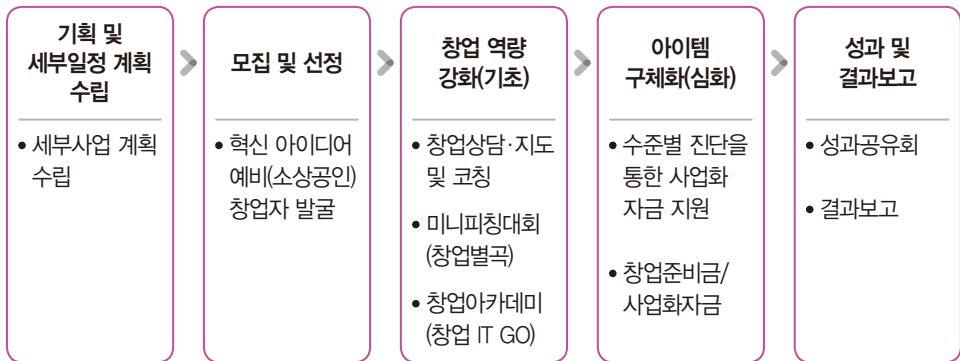 기획 및
세부일정 계획
수립
• 세부사업 계획
수립
모집 및 선정
• 혁신 아이디어
예비(소상공인)
창업자 발굴
창업 역량
강화(기초)
• 창업상담·지도
및 코칭
• 미니피칭대회
(창업별곡)
• 창업아카데미
(창업 IT GO)
아이템
구체화(심화)
• 수준별 진단을
통한 사업화
자금 지원
• 창업준비금/
사업화자금
성과 및
결과보고
• 성과공유회
• 결과보고